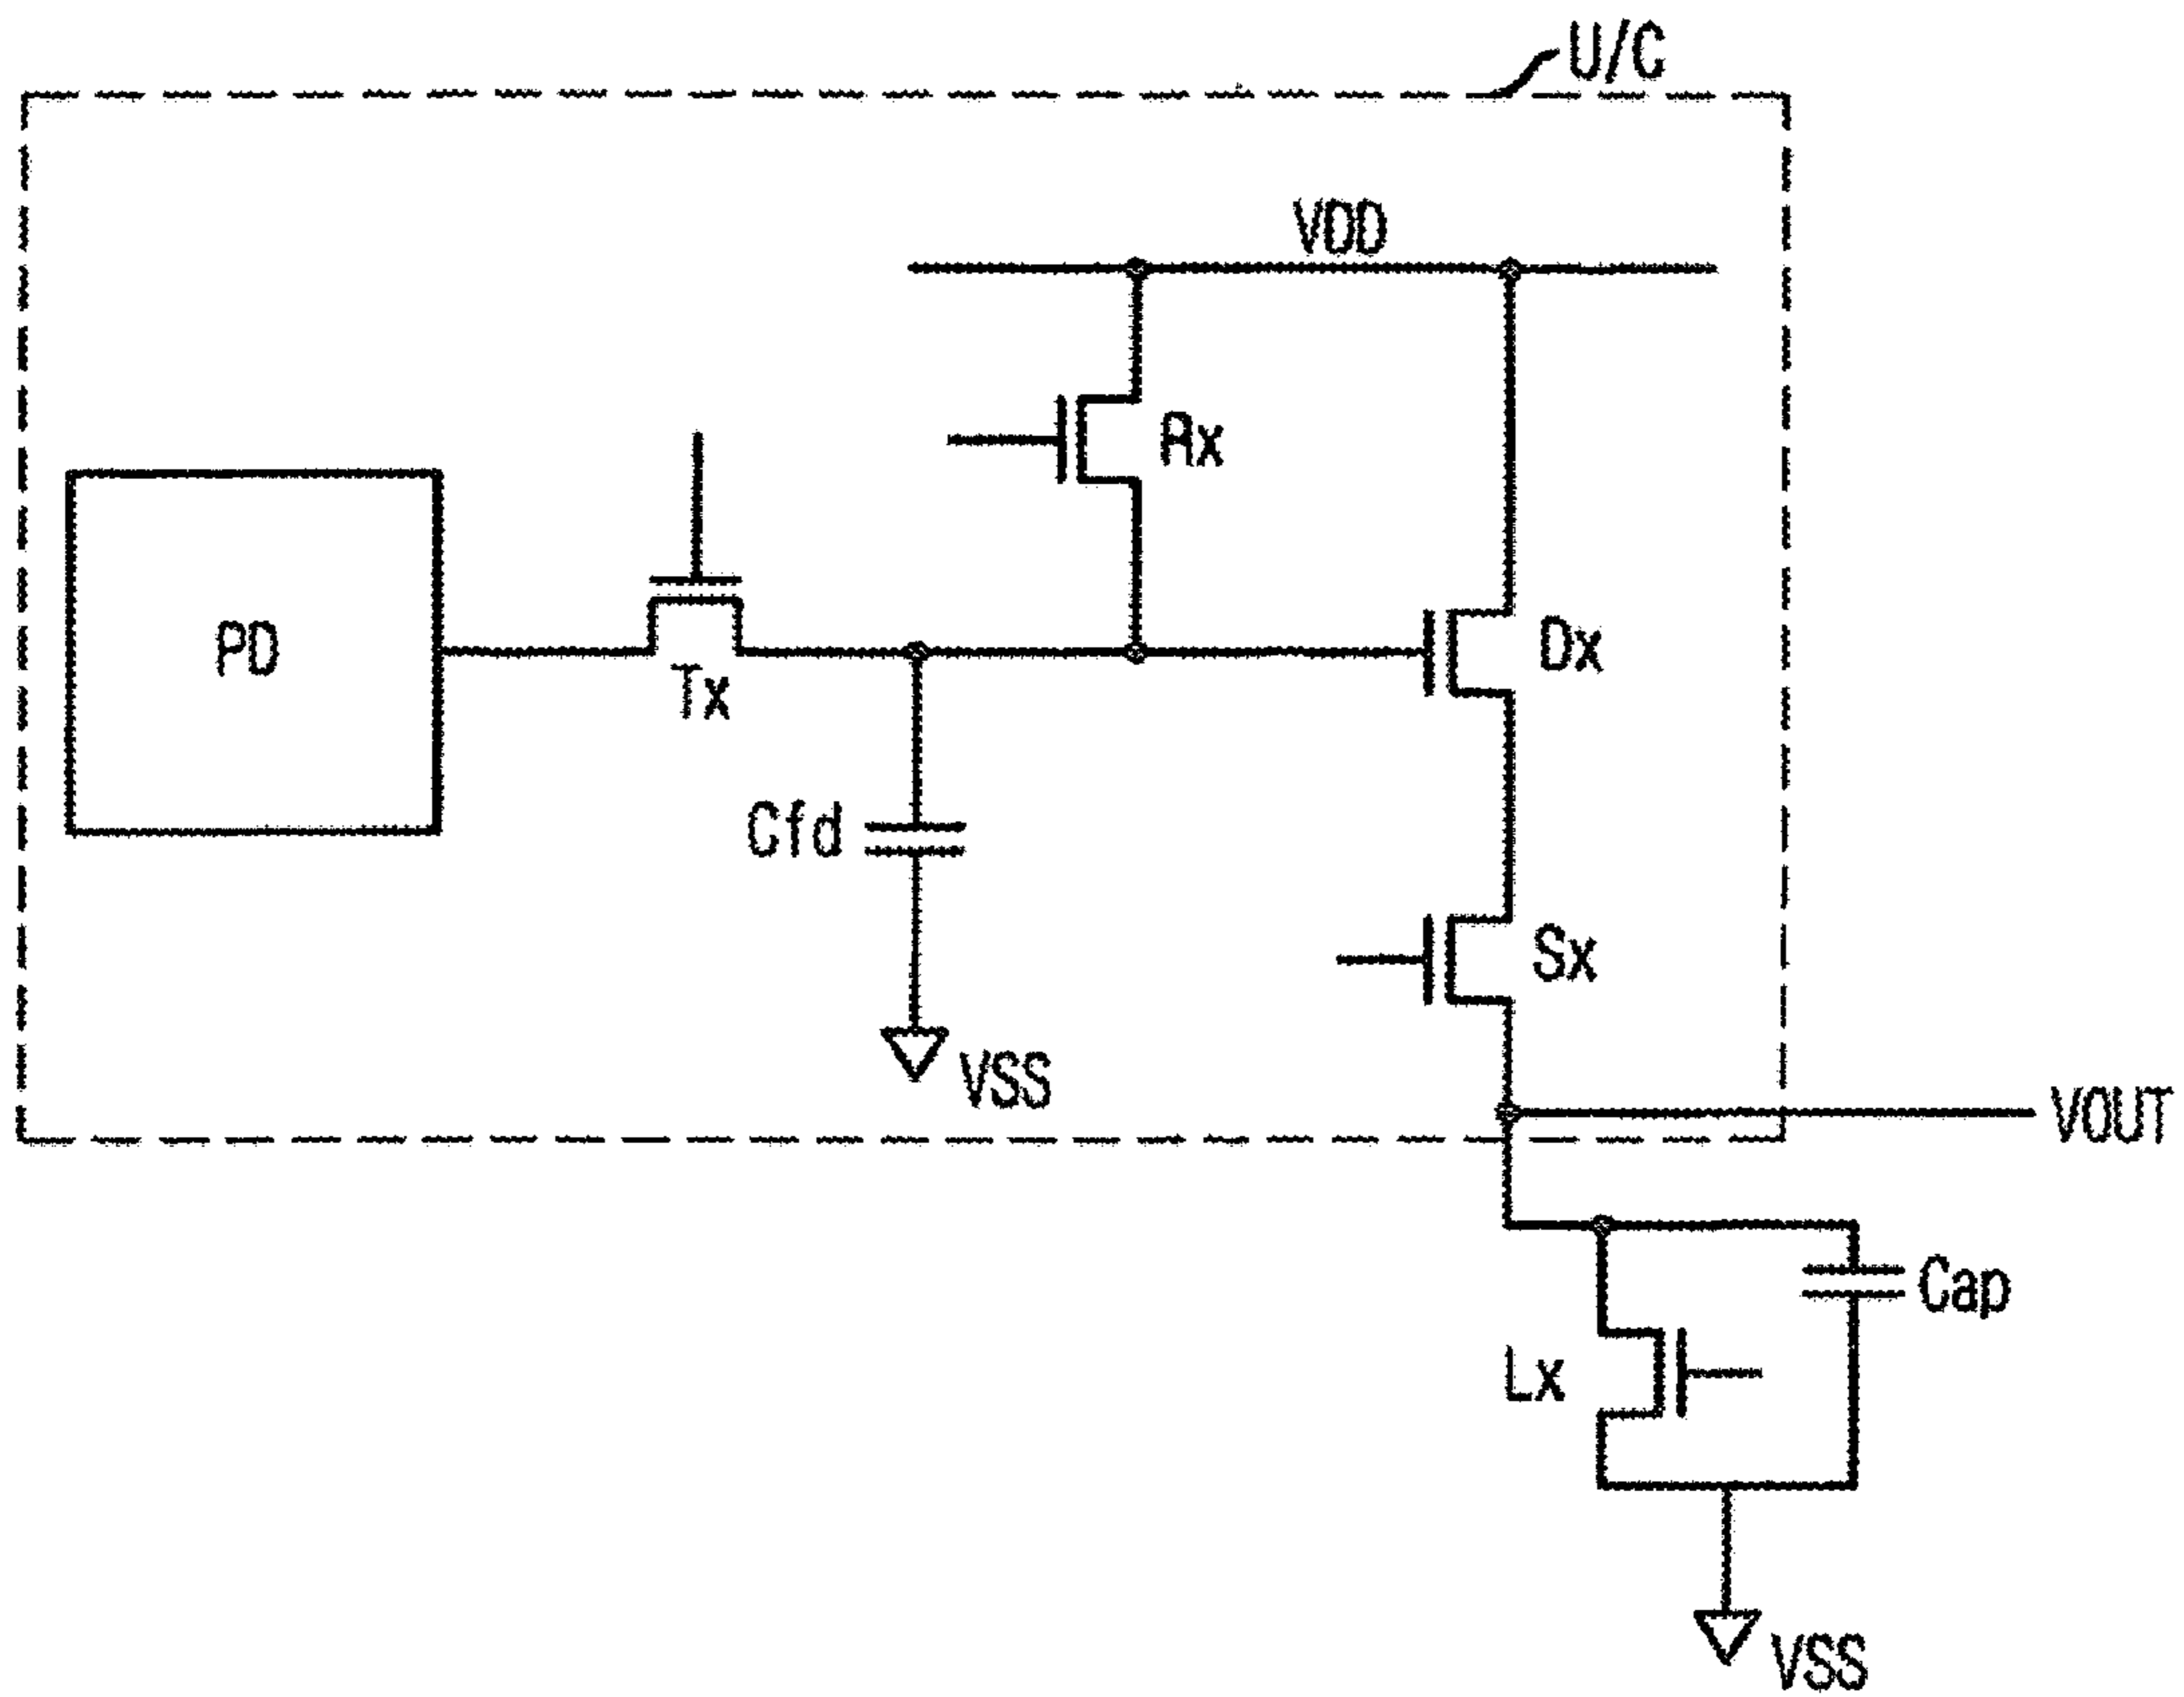 U/C
VDD
Rx
PD
Tx
Dx
Cfd
Sx
VSS
VOUT
Cap
Lx
VSS